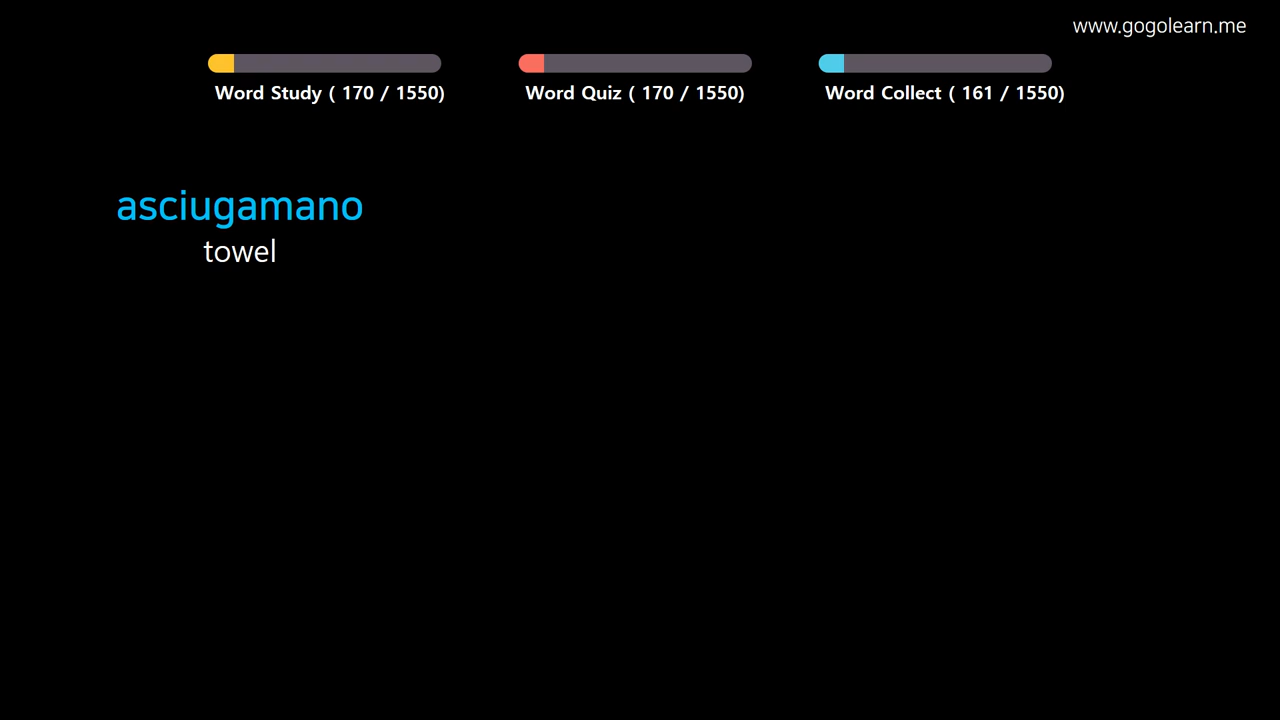 www.gogolearn.me
Word Study ( 170 / 1550)
Word Quiz ( 170 / 1550)
Word Collect ( 161 / 1550)
asciugamano
towel